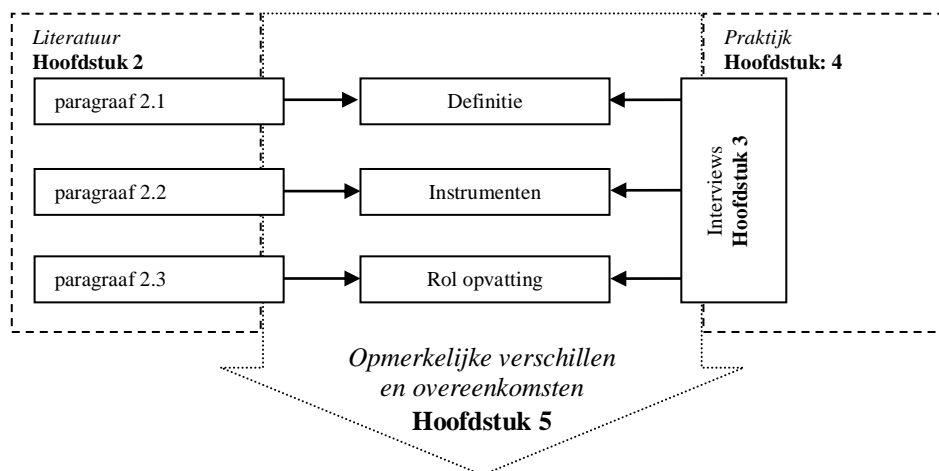 Literatuur
Hoofdstuk 2
Praktijk
Hoofdstuk: 4
paragraaf 2.1
Definitie
paragraaf 2.2
Instrumenten
paragraaf 2.3
Rol opvatting
Interviews
Hoofdstuk 3
Opmerkelijke verschillen
en overeenkomsten
Hoofdstuk 5